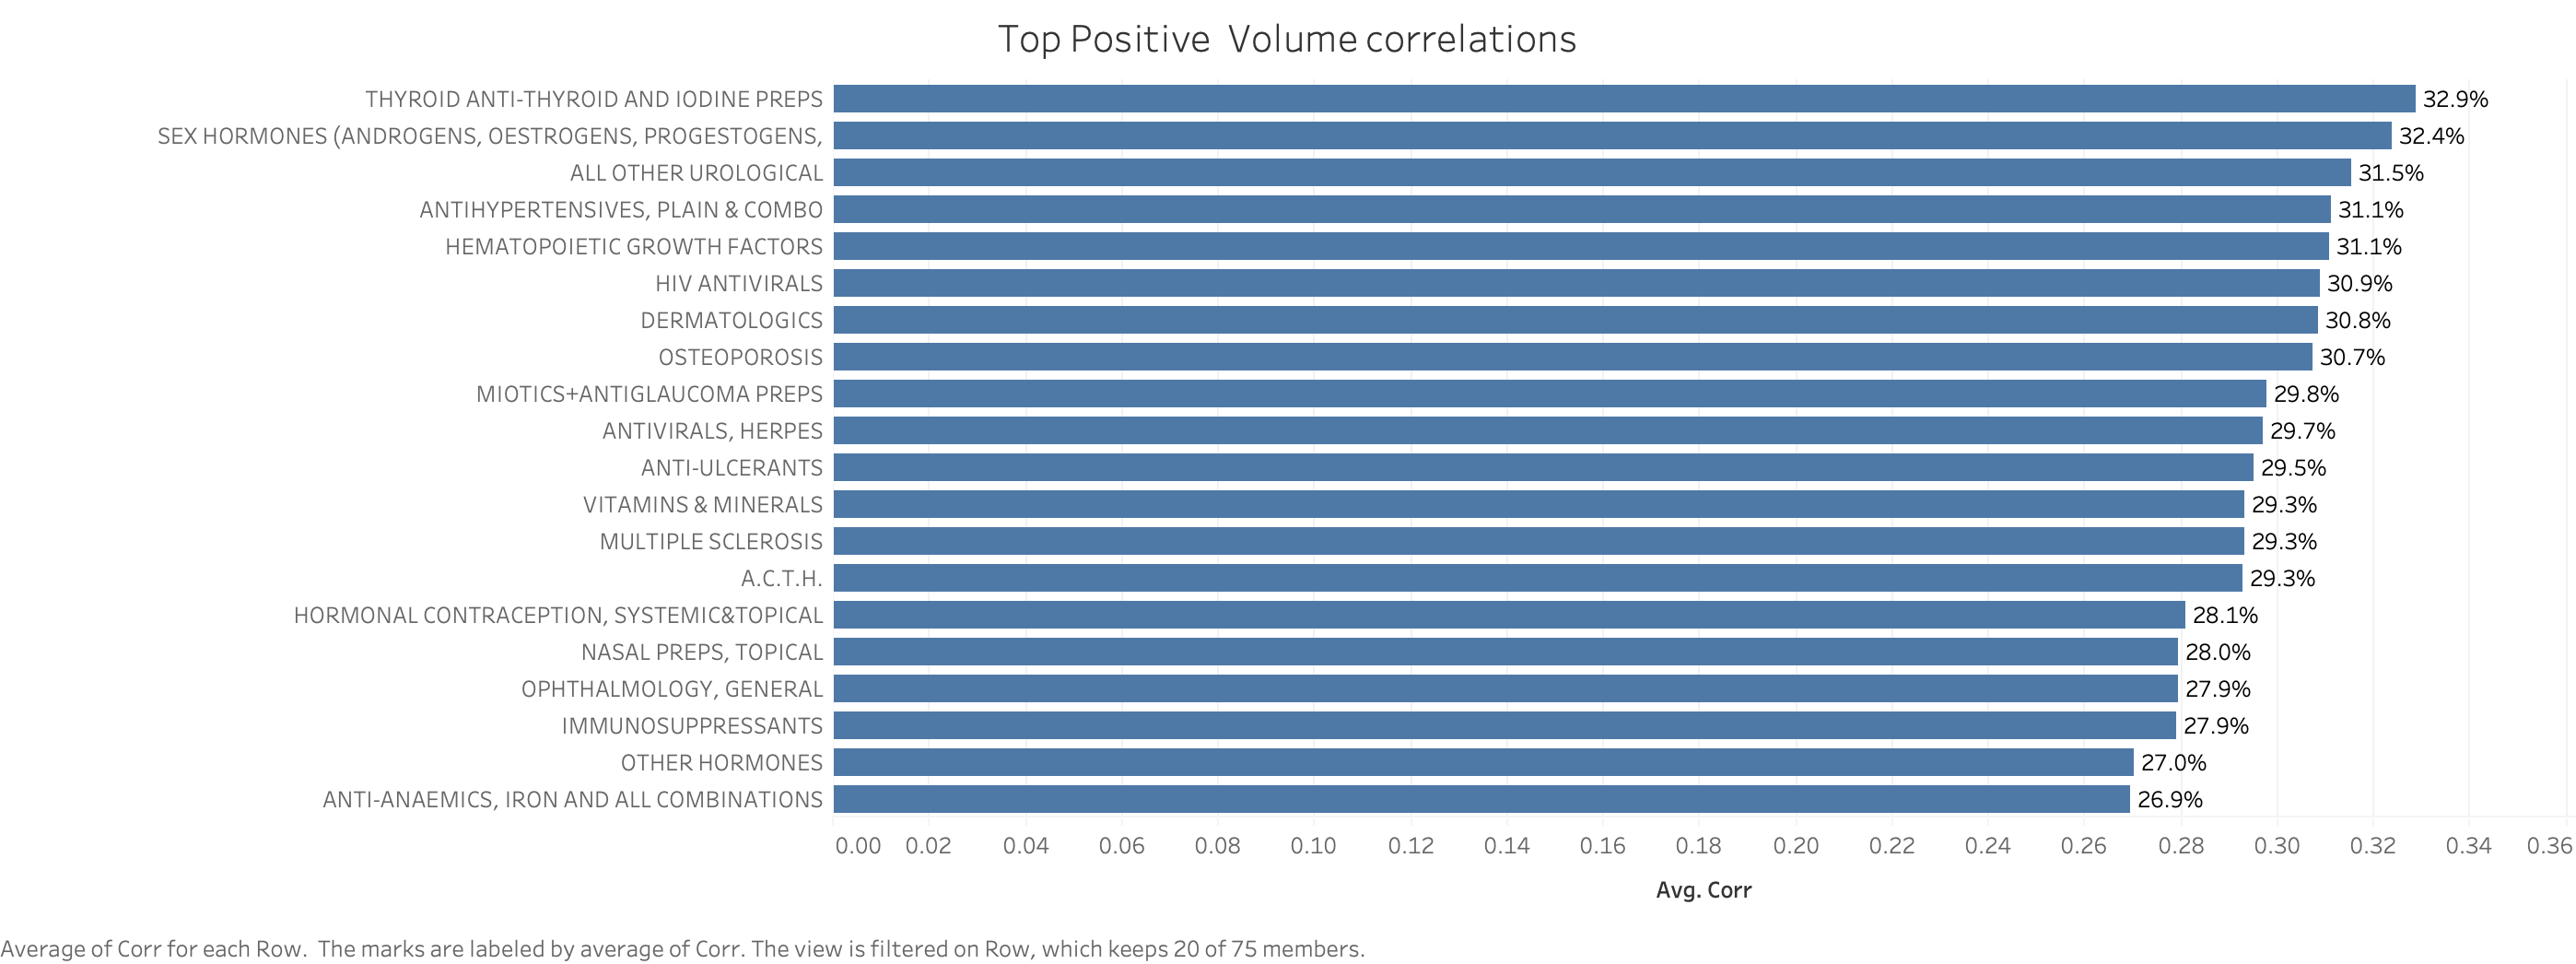 Top Positive  Volume correlations
THYROID ANTI-THYROID AND IODINE PREPS 32.9%
SEX HORMONES (ANDROGENS, OESTROGENS, PROGESTOGENS, 32.4%
ALL OTHER UROLOGICAL 31.5%
ANTIHYPERTENSIVES, PLAIN & COMBO 31.1%
HEMATOPOIETIC GROWTH FACTORS 31.1%
HIV ANTIVIRALS 30.9%
DERMATOLOGICS 30.8%
OSTEOPOROSIS 30.7%
MIOTICS+ANTIGLAUCOMA PREPS 29.8%
ANTIVIRALS, HERPES 29.7%
ANTI-ULCERANTS 29.5%
VITAMINS & MINERALS 29.3%
MULTIPLE SCLEROSIS 29.3%
A.C.T.H. 29.3%
HORMONAL CONTRACEPTION, SYSTEMIC&TOPICAL 28.1%
NASAL PREPS, TOPICAL 28.0%
OPHTHALMOLOGY, GENERAL 27.9%
IMMUNOSUPPRESSANTS 27.9%
OTHER HORMONES 27.0%
ANTI-ANAEMICS, IRON AND ALL COMBINATIONS 26.9%
0.00 0.02 0.04 0.06 0.08 0.10 0.12 0.14 0.16 0.18 0.20 0.22 0.24 0.26 0.28 0.30 0.32 0.34 0.36
Avg. Corr
Average of Corr for each Row.  The marks are labeled by average of Corr. The view is filtered on Row, which keeps 20 of 75 members.